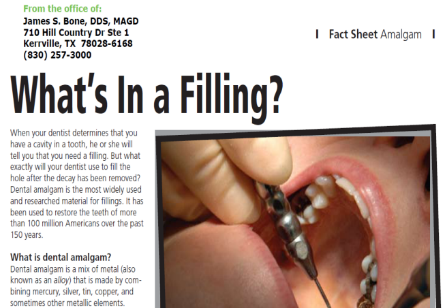 From the office of:
James S. Bone, DDS, MAGD
710 Hill Country Dr Ste 1
Kerrville, TX  78028-6168
(830) 257-3000
Fact Sheet Amalgam
What's In a Filling?
When your dentist determines that you
have a cavity in a tooth, he or she will
tell you that you need a filling. But what
exactly will your dentist use to fill the
hole after the decay has been removed?
Dental amalgam is the most widely used
and researched material for fillings. It has
been used to restore the teeth of more
than 100 million Americans over the past
150 years.
What is dental amalgam?
Dental amalgam is a mix of metal (also
known as an alloy) that is made by com-
bining mercury, silver, tin, copper, and
sometimes other metallic elements.